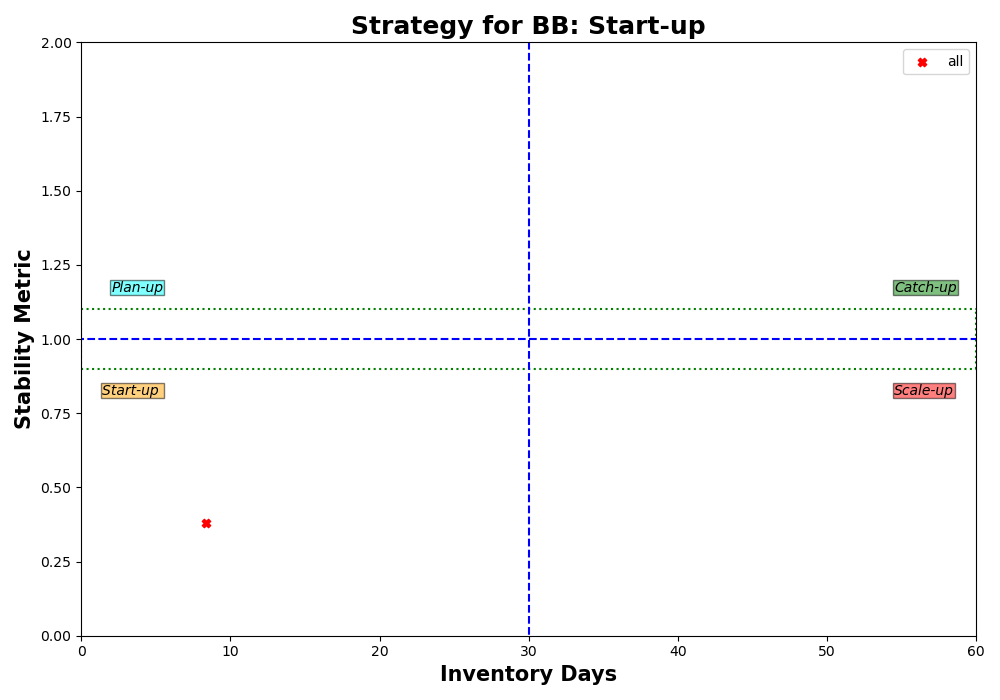 Strategy for BB: Start-up
2.00
all
1.75
1.50
1.25
Plan-up
Catch-up
1.00
Start-up
Scale-up
0.75
0.50
0.25
0.00
0 10 20 30 40 50 60
Inventory Days
Stability Metric